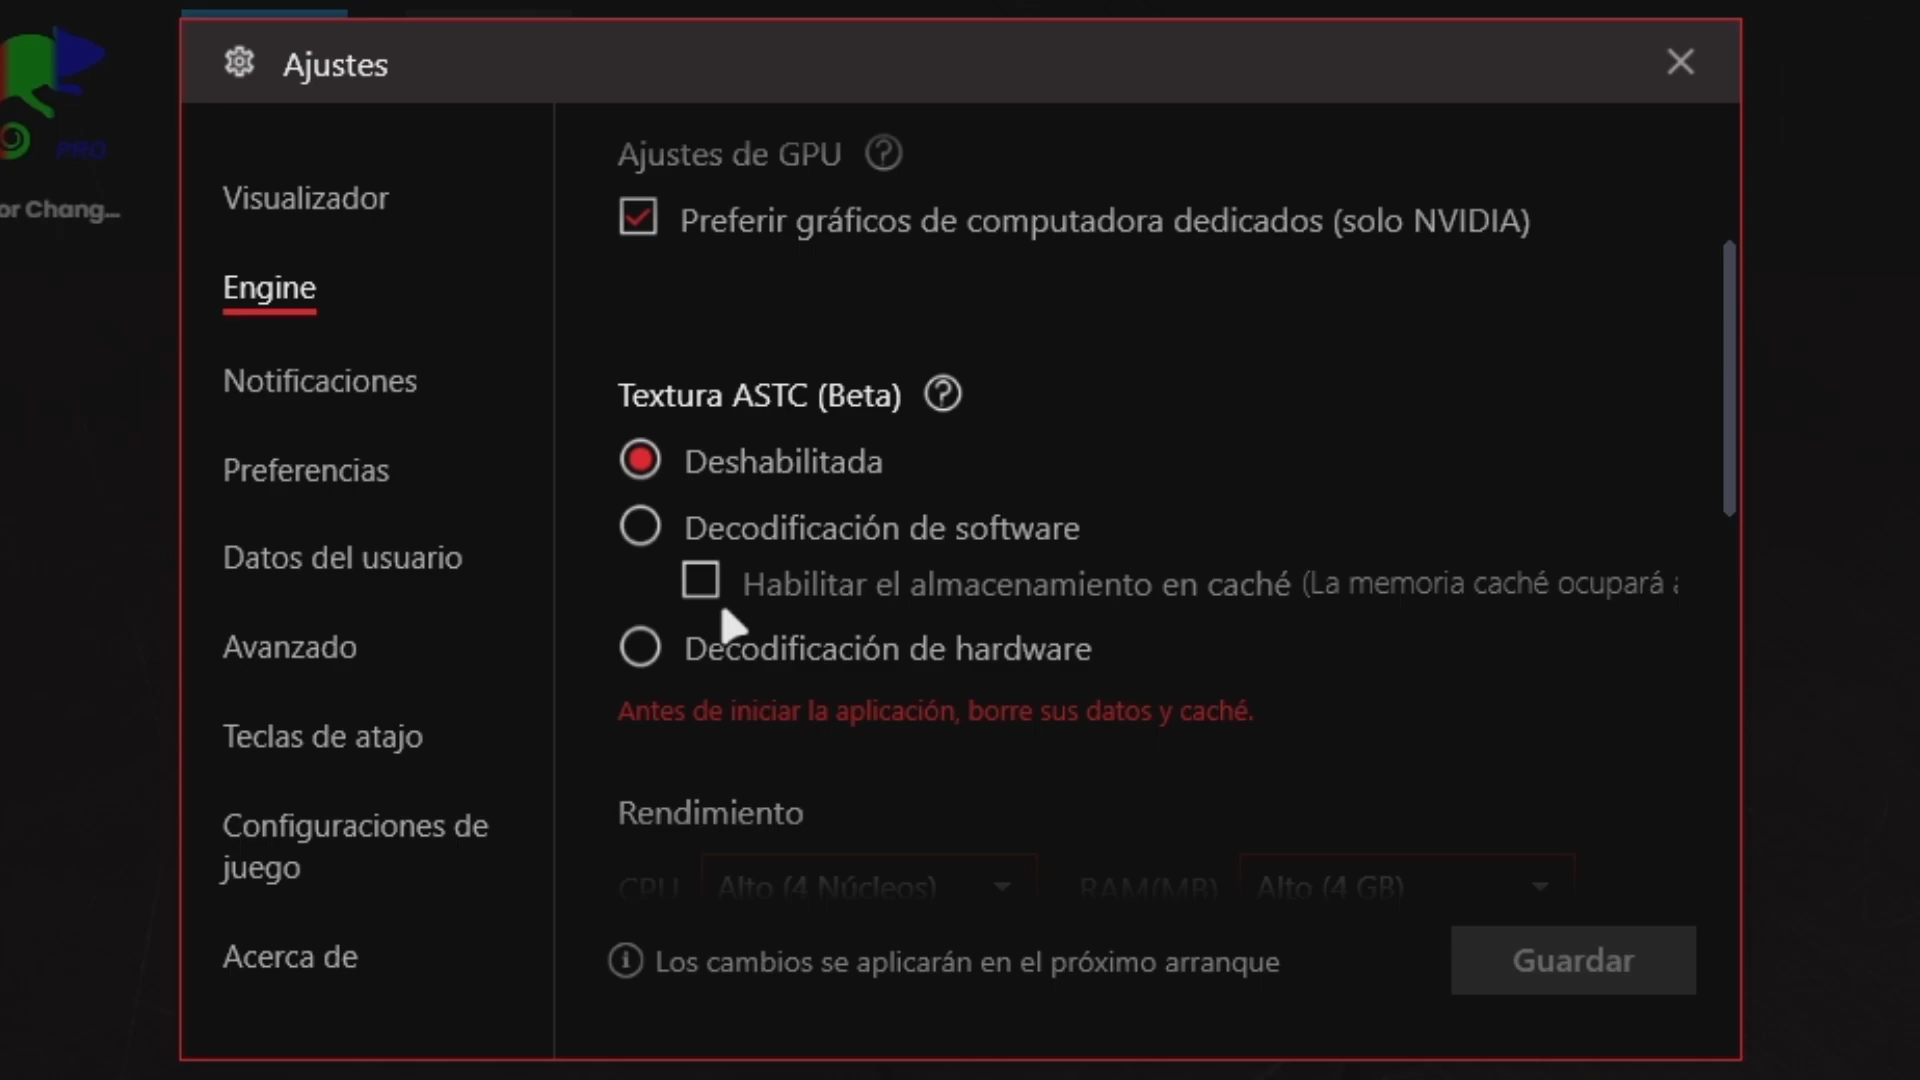 Ajustes
PRO
or Chang...
Visualizador
Engine
Notificaciones
Preferencias
Datos del usuario
Avanzado
Teclas de atajo
Configuraciones de
juego
Acerca de
Ajustes de GPU
Preferir gráficos de computadora dedicados (solo NVIDIA)
Textura ASTC (Beta)
Deshabilitada
Decodificación de software
Habilitar el almacenamiento en caché (La memoria caché ocupará
Decodificación de hardware
Antes de iniciar la aplicación, borre sus datos y caché.
Rendimiento
CPU Alto (4 Núcleos) RAM(MB) Alto (4 GB)
Los cambios se aplicarán en el próximo arranque
Guardar